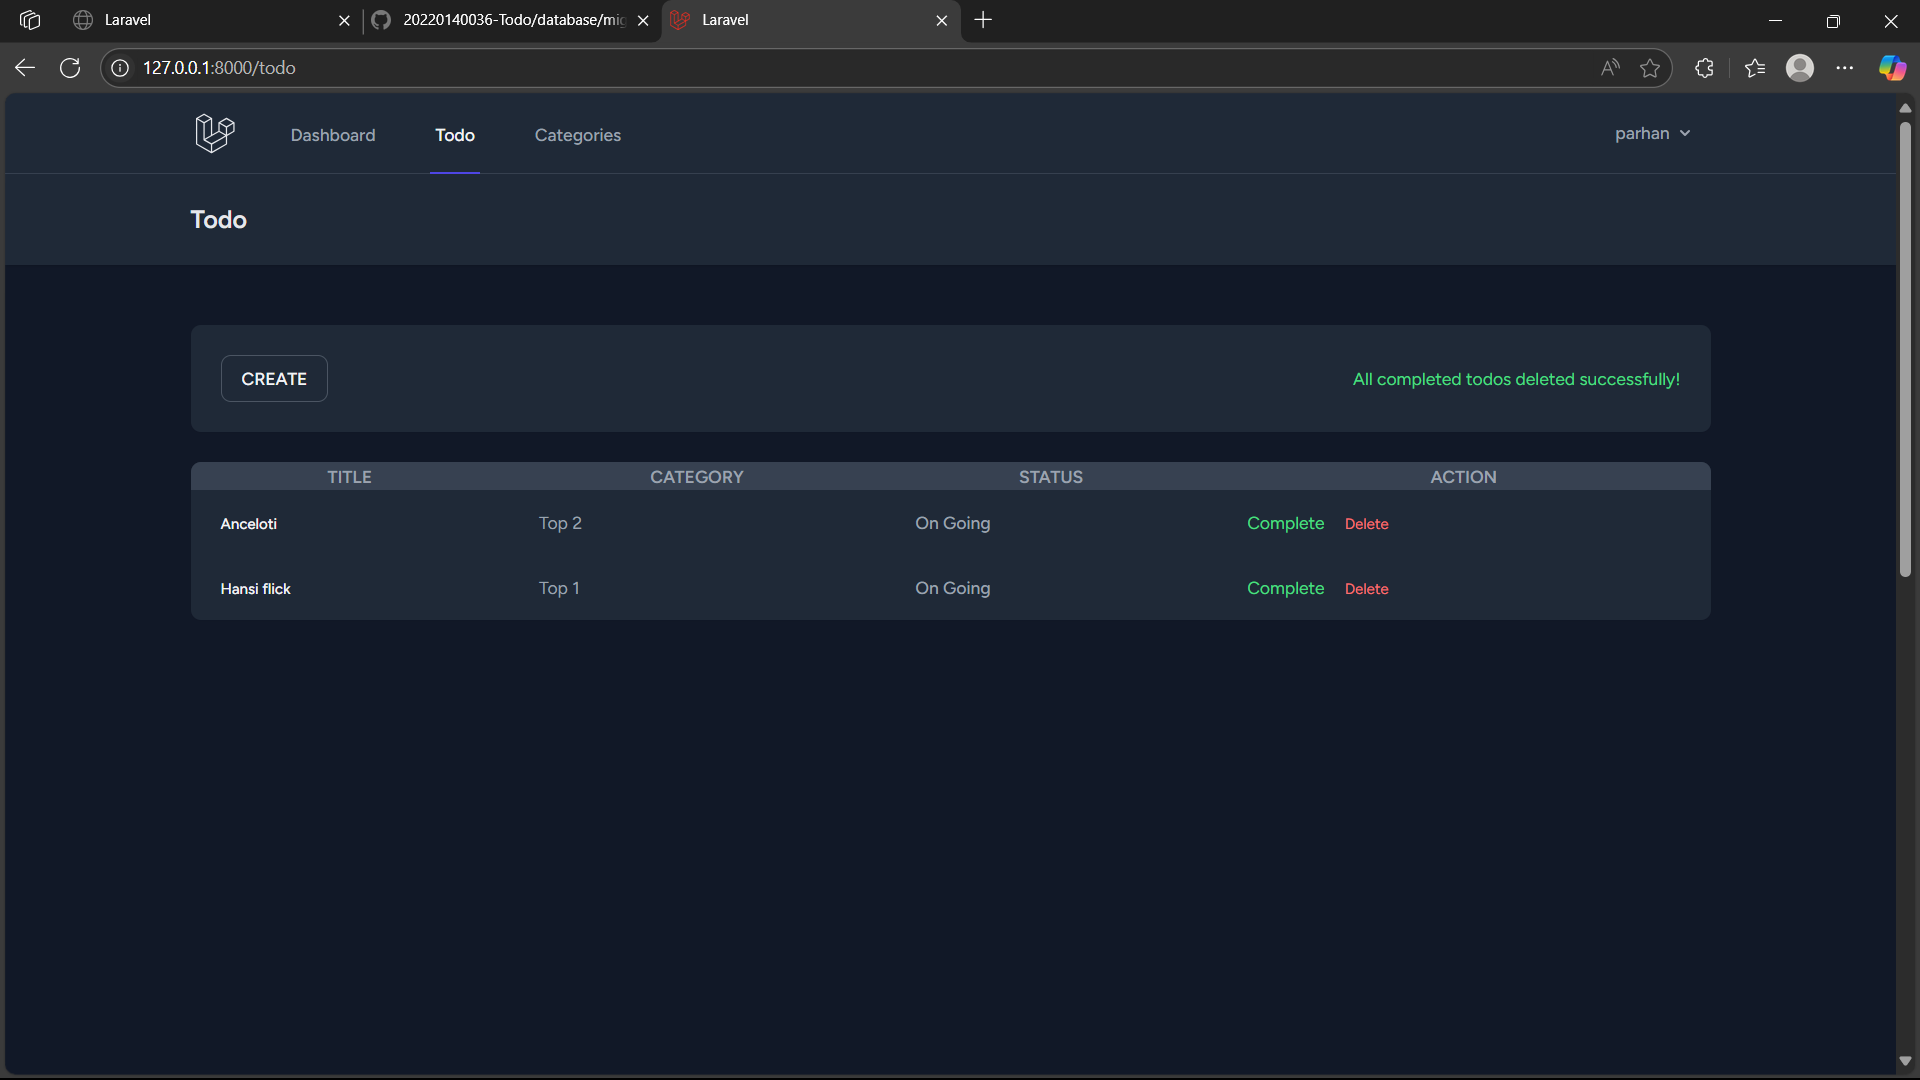 Laravel
20220140036-Todo/database/mig
Laravel
127.0.0.1:8000/todo
Dashboard
Todo
Categories
parhan
Todo
CREATE
All completed todos deleted successfully!
TITLE CATEGORY STATUS ACTION
Anceloti Top 2 On Going Complete Delete
Hansi flick Top 1 On Going Complete Delete